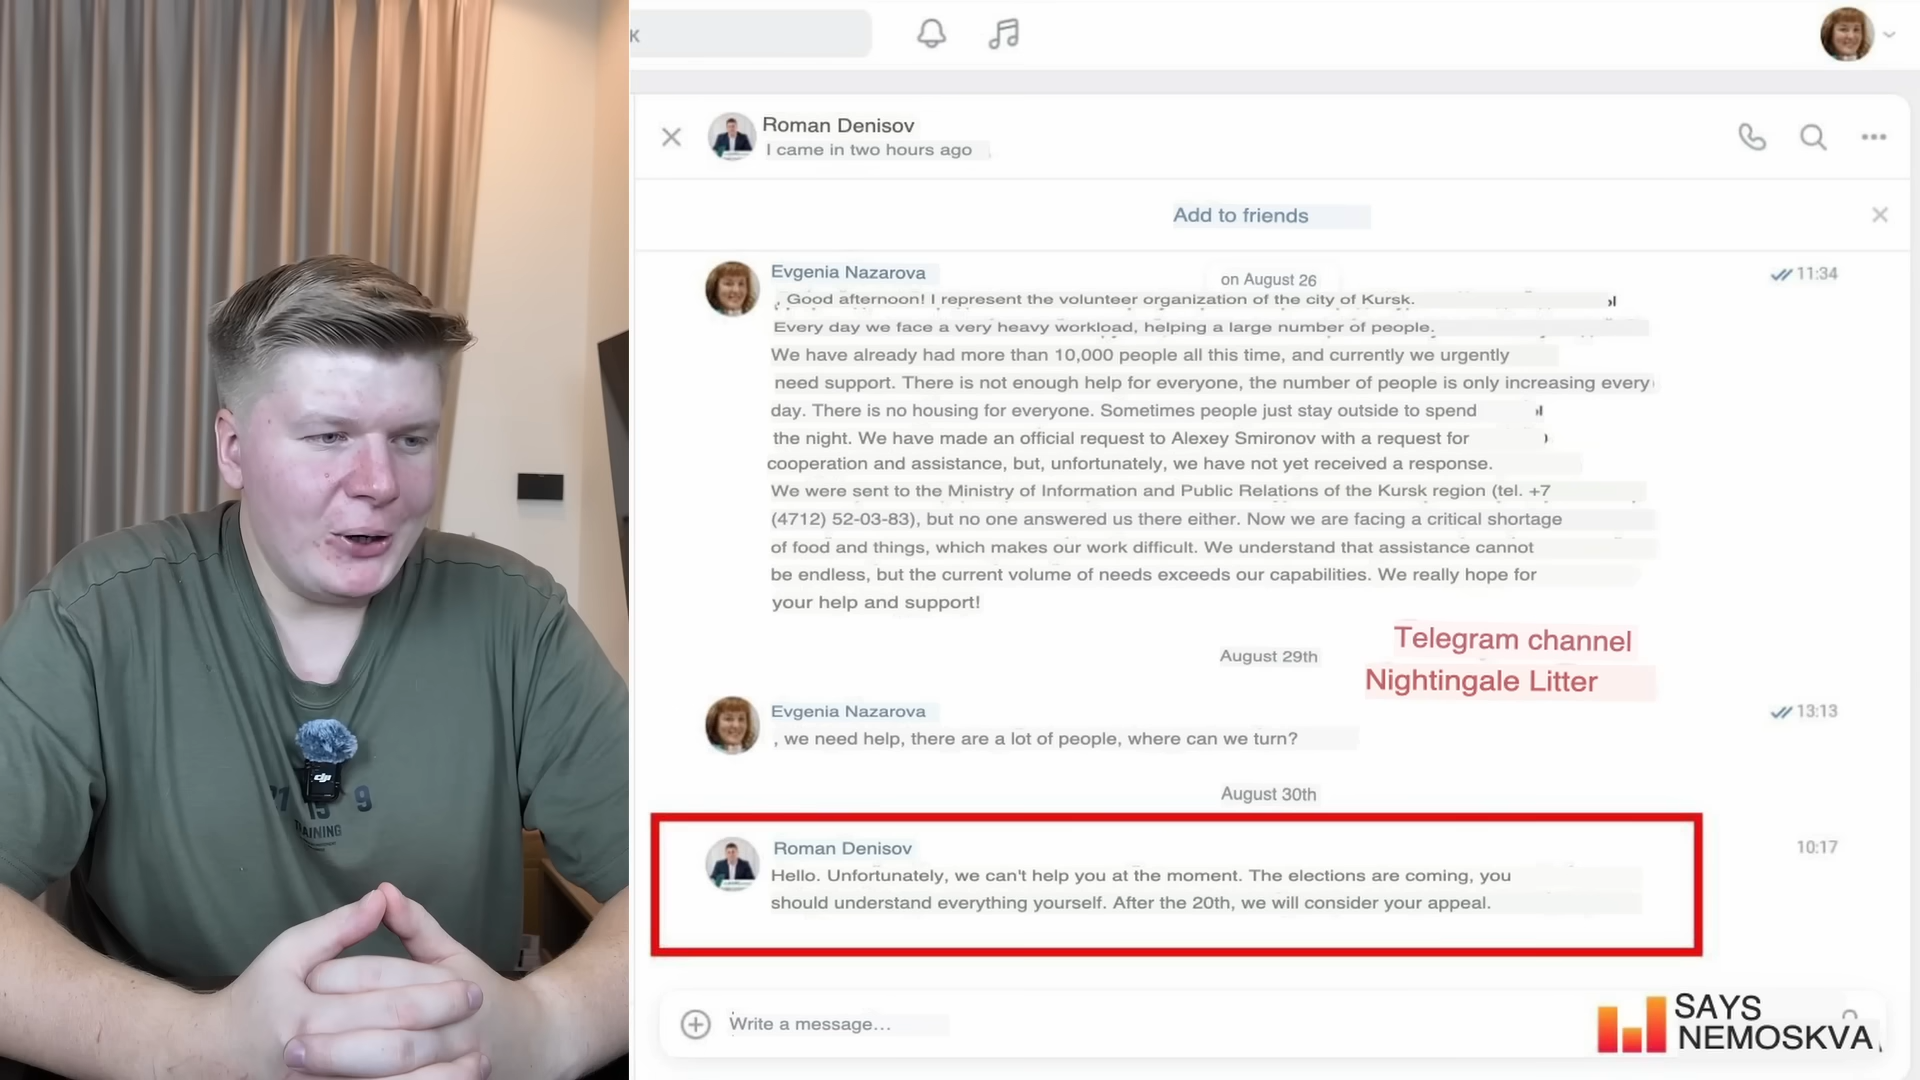 K
Roman Denisov
I came in two hours ago
Add to friends
Evgenia Nazarova
on August 26
11:34
Good afternoon! I represent the volunteer organization of the city of Kursk.
Every day we face a very heavy workload, helping a large number of people.
We have already had more than 10,000 people all this time, and currently we urgently
need support. There is not enough help for everyone, the number of people is only increasing every
day. There is no housing for everyone. Sometimes people just stay outside to spend
the night. We have made an official request to Alexey Smironov with a request for
cooperation and assistance, but, unfortunately, we have not yet received a response.
We were sent to the Ministry of Information and Public Relations of the Kursk region (tel. +7
(4712) 52-03-83), but no one answered us there either. Now we are facing a critical shortage
of food and things, which makes our work difficult. We understand that assistance cannot
be endless, but the current volume of needs exceeds our capabilities. We really hope for
your help and support!
Telegram channel
Nightingale Litter
August 29th
Evgenia Nazarova
13:13
, we need help, there are a lot of people, where can we turn?
August 30th
Roman Denisov
10:17
Hello. Unfortunately, we can't help you at the moment. The elections are coming, you
should understand everything yourself. After the 20th, we will consider your appeal.
Write a message...
SAYS
NEMOSKVA
dji
15 9
TRAINING